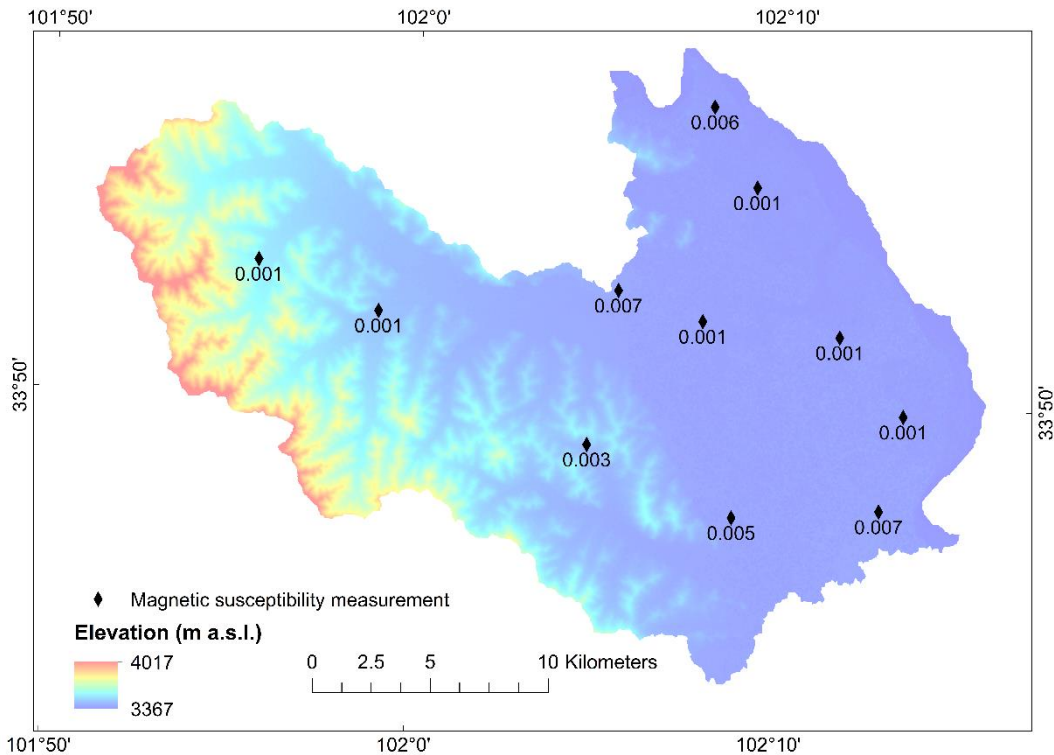 101°50' 102°0' 102°10'
0.006
0.001
0.001
0.007
0.001
0.001
0.001
33°50' 33°50'
0.001
0.003
0.005
0.007
Magnetic susceptibility measurement
Elevation (m a.s.l.)
4017
3367
0 2.5 5 10 Kilometers
101°50' 102°0' 102°10'